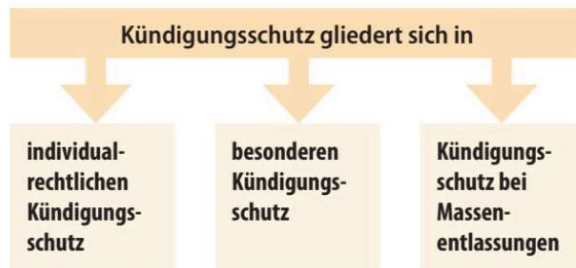 Kündigungsschutz gliedert sich in
individual-
rechtlichen
Kündigungs-
schutz
besonderen
Kündigungs-
schutz
Kündigungs-
schutz bei
Massen-
entlassungen